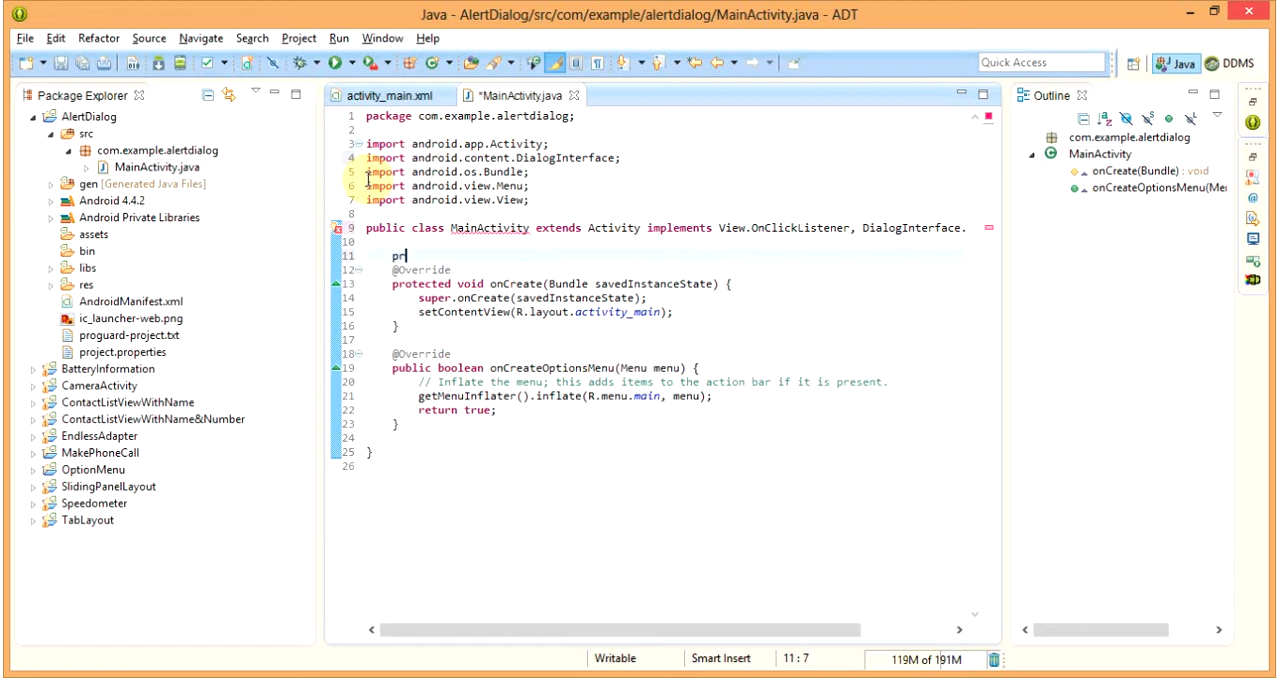 Java - AlertDialog/src/com/example/alertdialog/MainActivity.java - ADT
File Edit Refactor Source Navigate Search Project Run Window Help
Quick Access
Java
DDMS
Package Explorer
AlertDialog
src
com.example.alertdialog
MainActivity.java
gen [Generated Java Files]
Android 4.4.2
Android Private Libraries
assets
bin
libs
res
AndroidManifest.xml
ic_launcher-web.png
proguard-project.txt
project.properties
BatteryInformation
CameraActivity
ContactListViewWithName
ContactListViewWithName&Number
EndlessAdapter
MakePhoneCall
OptionMenu
SlidingPanelLayout
Speedometer
TabLayout
activity_main.xml
*MainActivity.java
1 package com.example.alertdialog;
2
3 import android.app.Activity;
4 import android.content.DialogInterface;
5 import android.os.Bundle;
6 import android.view.Menu;
7 import android.view.View;
8
9 public class MainActivity extends Activity implements View.OnClickListener, DialogInterface.
10
11 pr
12 @Override
13 protected void onCreate(Bundle savedInstanceState) {
14 super.onCreate(savedInstanceState);
15 setContentView(R.layout.activity_main);
16 }
17
18 @Override
19 public boolean onCreateOptionsMenu(Menu menu) {
20 // Inflate the menu; this adds items to the action bar if it is present.
21 getMenuInflater().inflate(R.menu.main, menu);
22 return true;
23 }
24
25 }
26
Outline
com.example.alertdialog
MainActivity
onCreate(Bundle) : void
onCreateOptionsMenu(Me
Writable
Smart Insert
11 : 7
119M of 191M